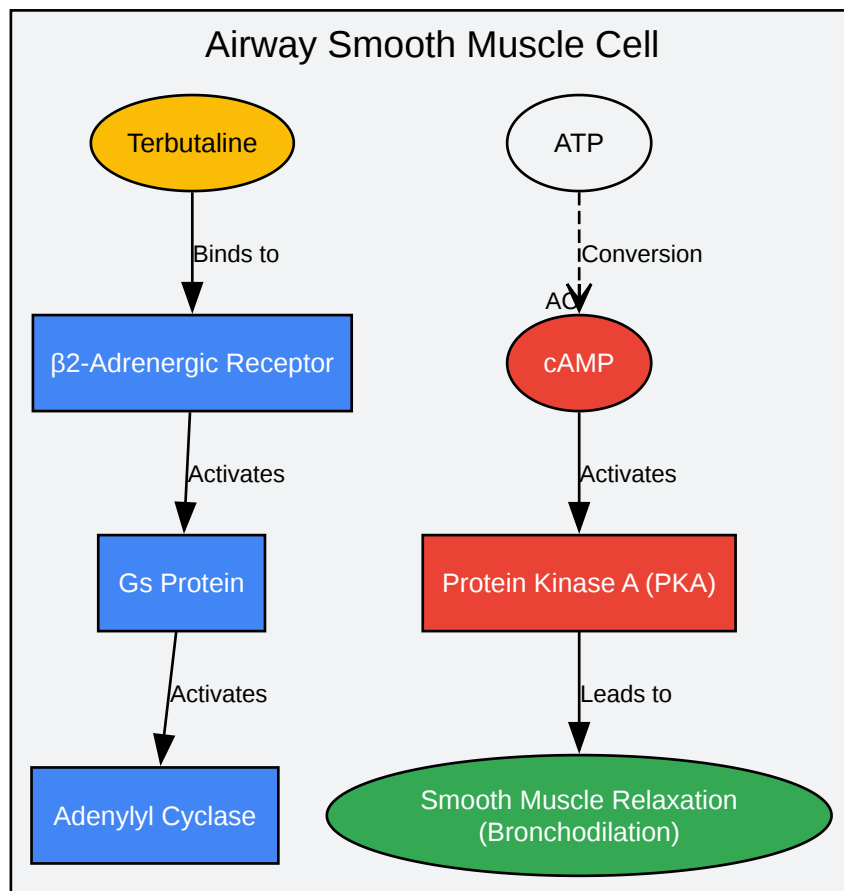 Airway Smooth Muscle Cell
Terbutaline
Binds to
β2-Adrenergic Receptor
Activates
Gs Protein
Activates
Adenylyl Cyclase
ATP
Conversion
AC
cAMP
Activates
Protein Kinase A (PKA)
Leads to
Smooth Muscle Relaxation
(Bronchodilation)